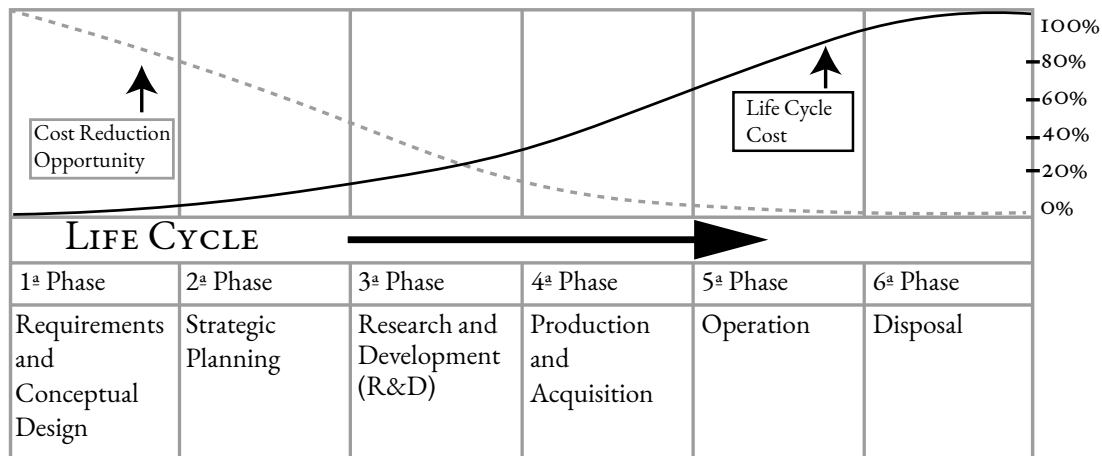 100%
80%
60%
40%
20%
0%
Cost Reduction
Opportunity
Life Cycle
Cost
LIFE CYCLE
1ª Phase
2ª Phase
3ª Phase
4ª Phase
5ª Phase
6ª Phase
Requirements
and
Conceptual
Design
Strategic
Planning
Research and
Development
(R&D)
Production
and
Acquisition
Operation
Disposal